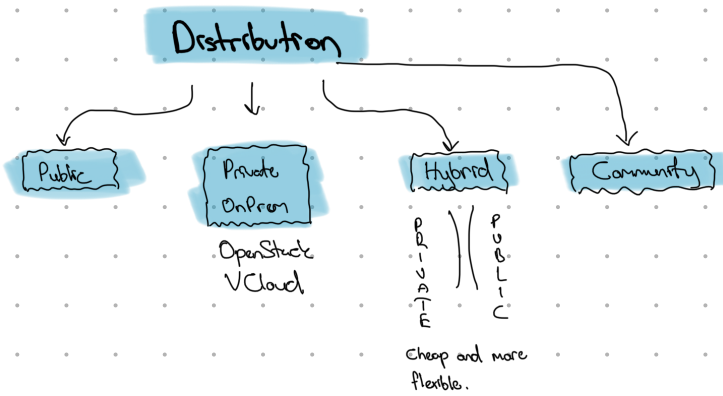 Distribution
Public
Private
OnPrem
OpenStack
VCloud
Hybrid
PRIVATE
PUBLIC
Cheap and more
flexible.
Community